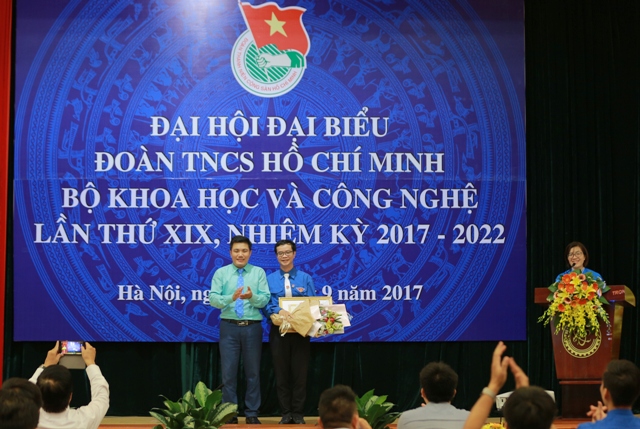 ĐẠI HỘI ĐẠI BIỂU
ĐOÀN TNCS HỒ CHÍ MINH
BỘ KHOA HỌC VÀ CÔNG NGHỆ
LẦN THỨ XIX, NHIỆM KỲ 2017 - 2022
Hà Nội, 9 năm 2017